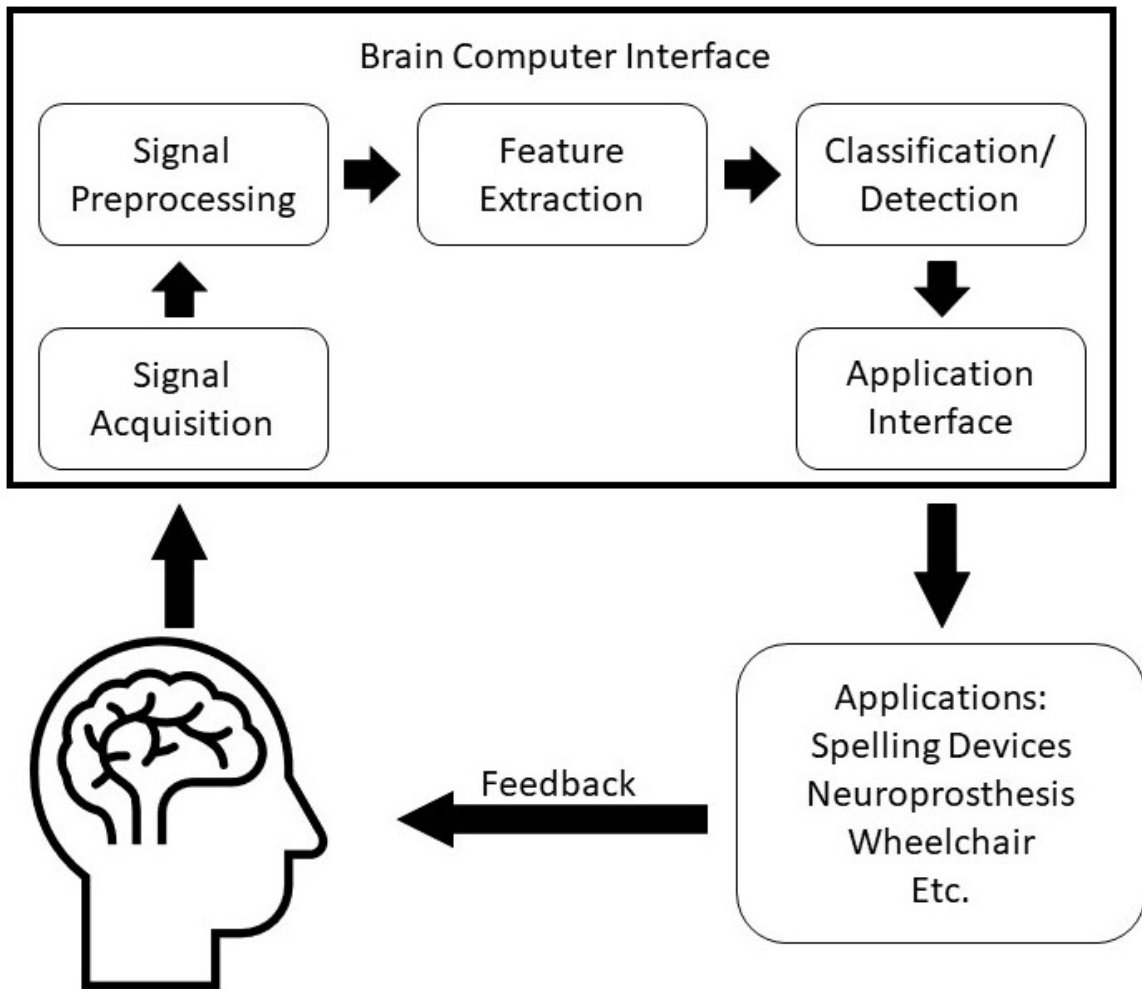 Brain Computer Interface
Signal
Preprocessing
Feature
Extraction
Classification/
Detection
Signal
Acquisition
Application
Interface
Applications:
Spelling Devices
Neuroprosthesis
Wheelchair
Etc.
Feedback